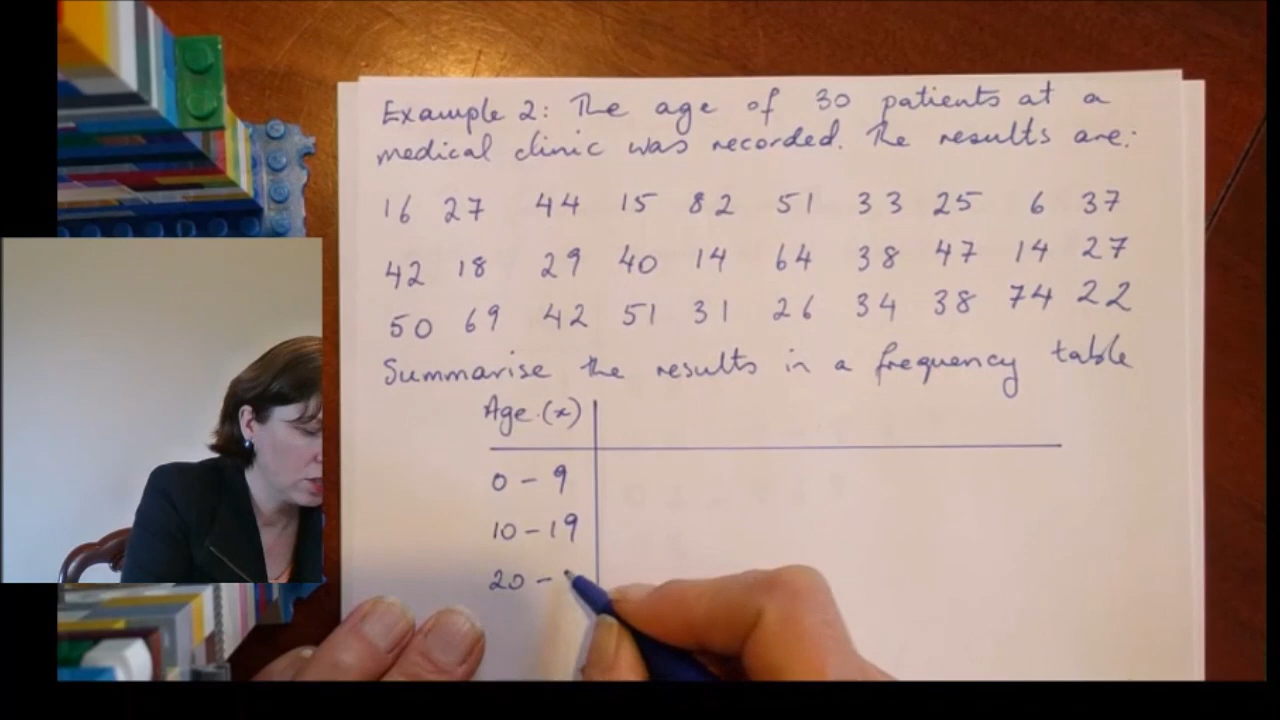 Example 2: The age of 30 patients at a
medical clinic was recorded. The results are:
16 27 44 15 82 51 33 25 6 37
42 18 29 40 14 64 38 47 14 27
50 69 42 51 31 26 34 38 74 22
Summarise the results in a frequency table
Age (x)
0 - 9
10 - 19
20 -